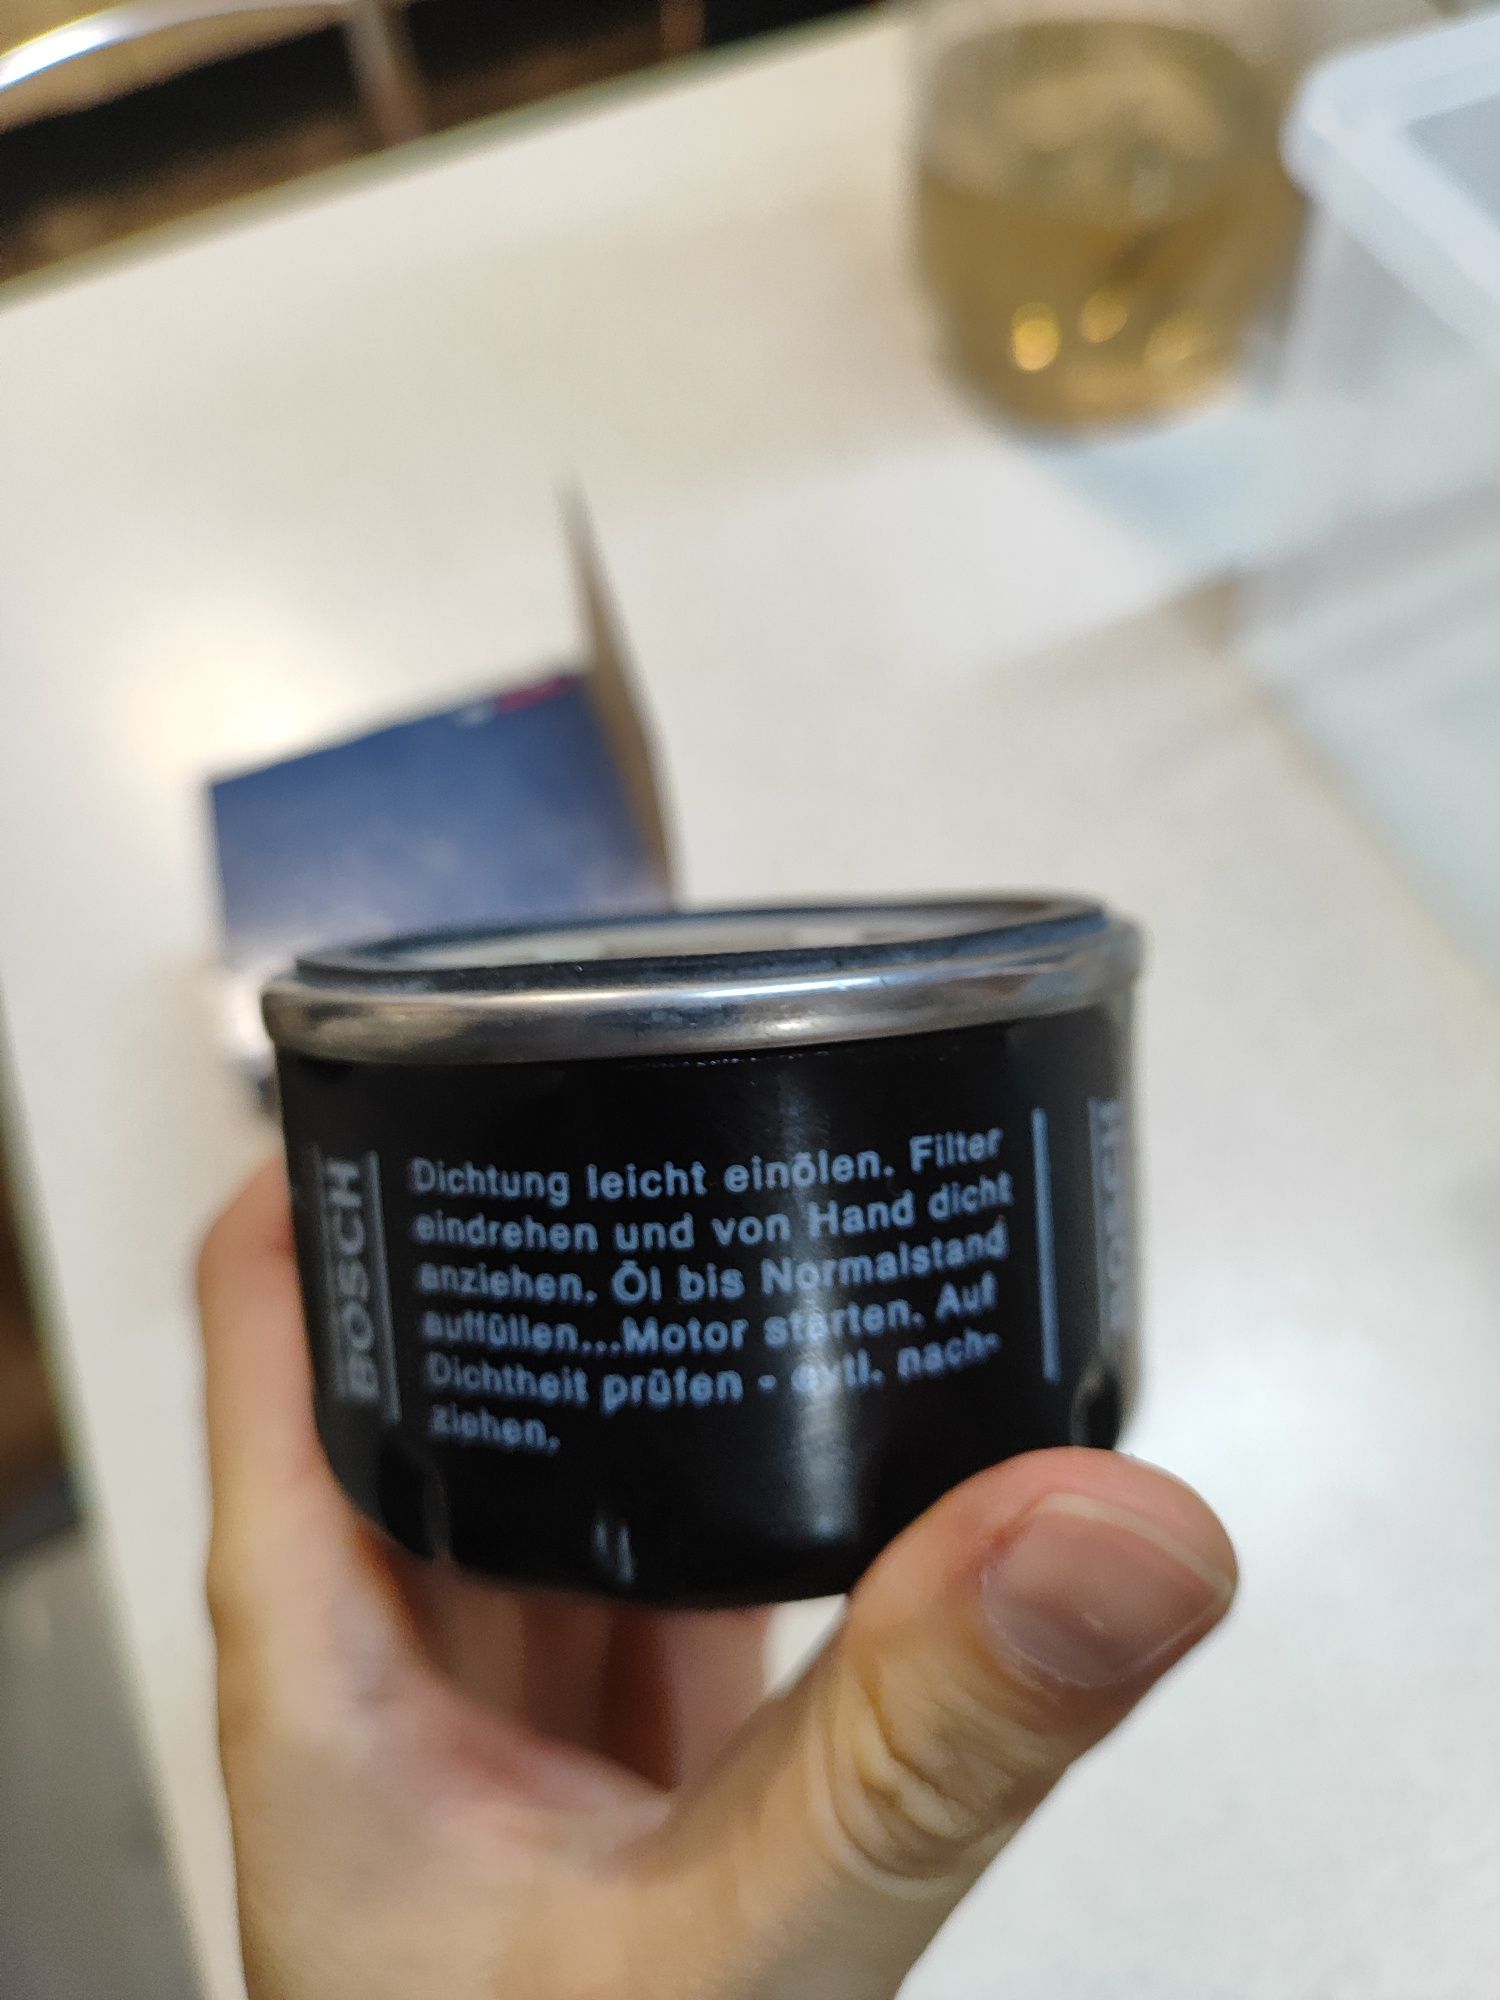 BOSCH
Dichtung leicht einölen. Filter
eindrehen und von Hand dicht
anziehen. Öl bis Normalstand
auffüllen...Motor starten. Auf
Dichtheit prüfen - evtl. nach-
ziehen.
BOSCH